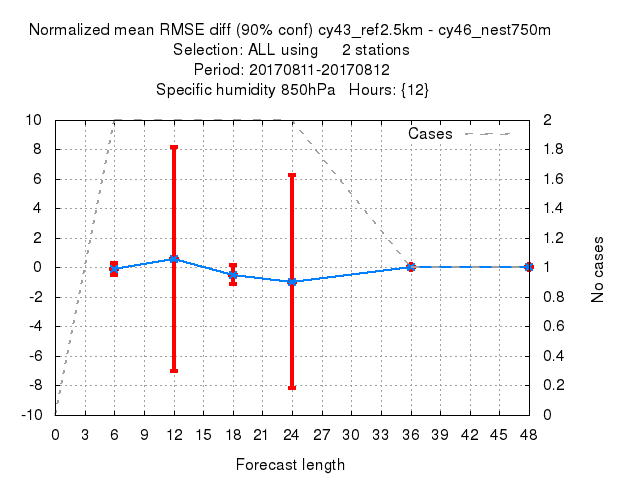 Normalized mean RMSE diff (90% conf) cy43_ref2.5km - cy46_nest750m
Selection: ALL using 2 stations
Period: 20170811-20170812
Specific humidity 850hPa Hours: {12}
Cases
10
8
6
4
2
0
-2
-4
-6
-8
-10
2
1.8
1.6
1.4
1.2
1
0.8
0.6
0.4
0.2
0
No cases
0 3 6 9 12 15 18 21 24 27 30 33 36 39 42 45 48
Forecast length